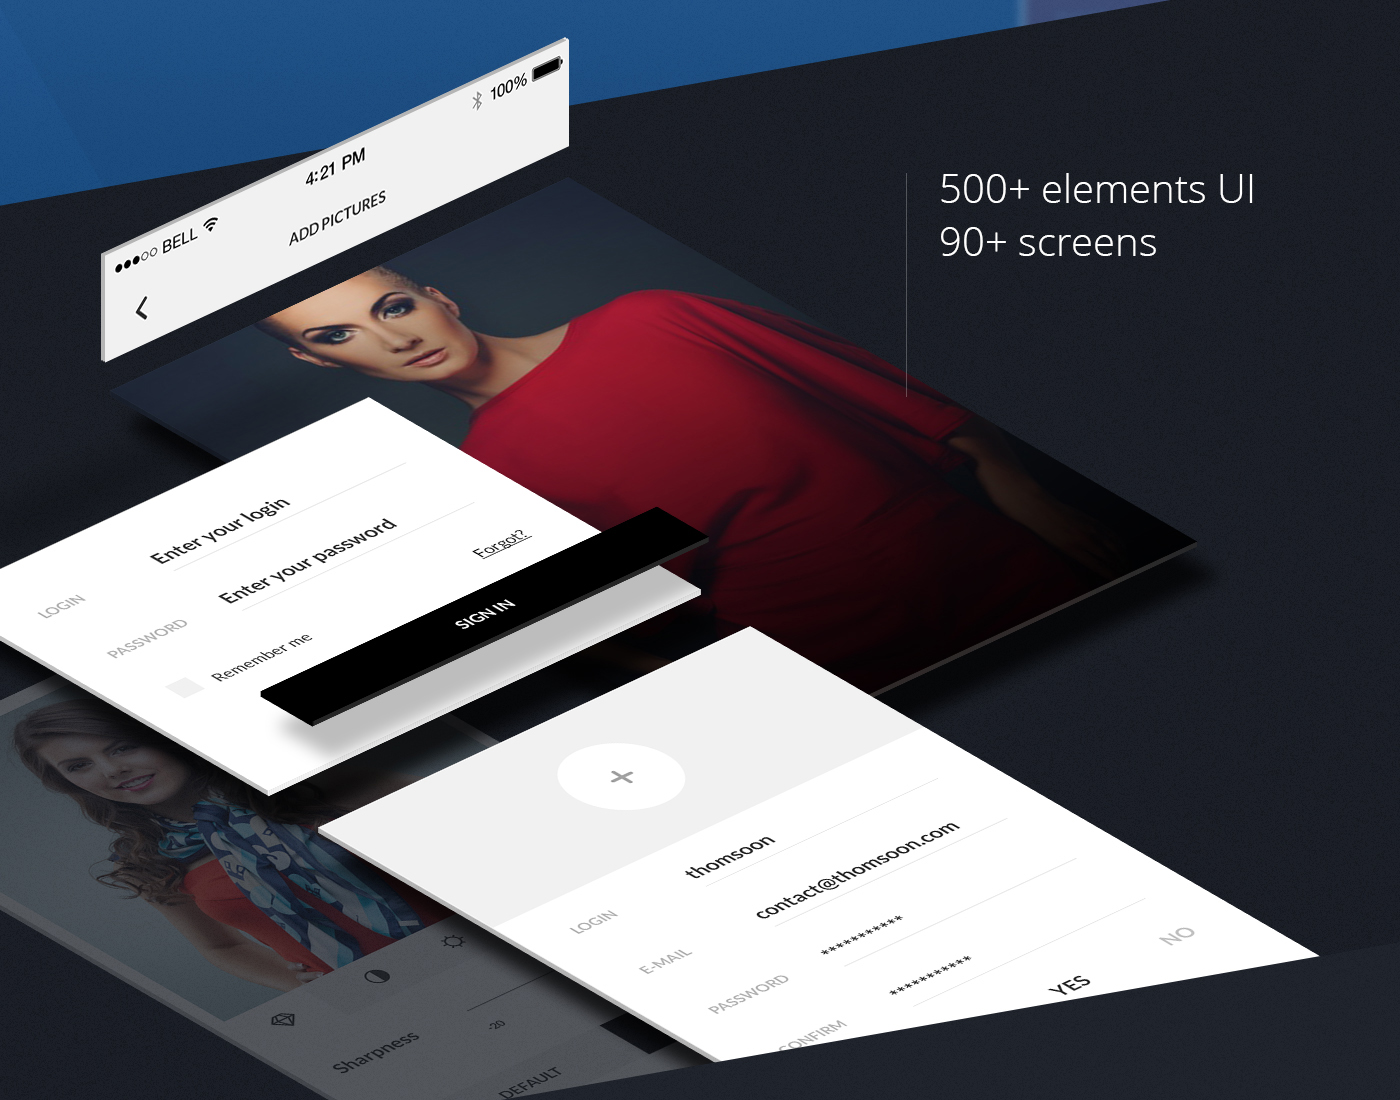 100%
4:21 PM
BELL
ADD PICTURES
500+ elements UI
90+ screens
LOGIN Enter your login
PASSWORD Enter your password
Remember me Forgot?
SIGN IN
+
LOGIN thomsoon
E-MAIL contact@thomsoon.com
PASSWORD ***********
CONFIRM ***********
YES NO
Sharpness -20
DEFAULT